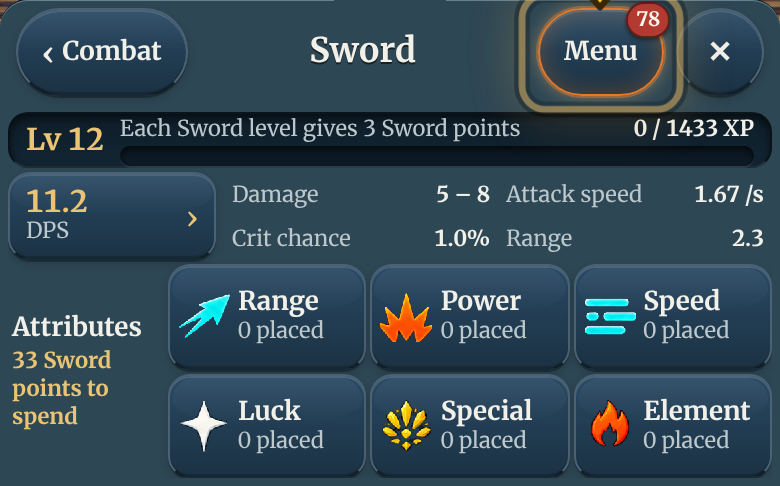 ‹ Combat
Sword
Menu
78
×
Lv 12
Each Sword level gives 3 Sword points
0 / 1433 XP
11.2
DPS
›
Damage
5 – 8
Attack speed
1.67 /s
Crit chance
1.0%
Range
2.3
Attributes
33 Sword
points to
spend
Range
0 placed
Power
0 placed
Speed
0 placed
Luck
0 placed
Special
0 placed
Element
0 placed